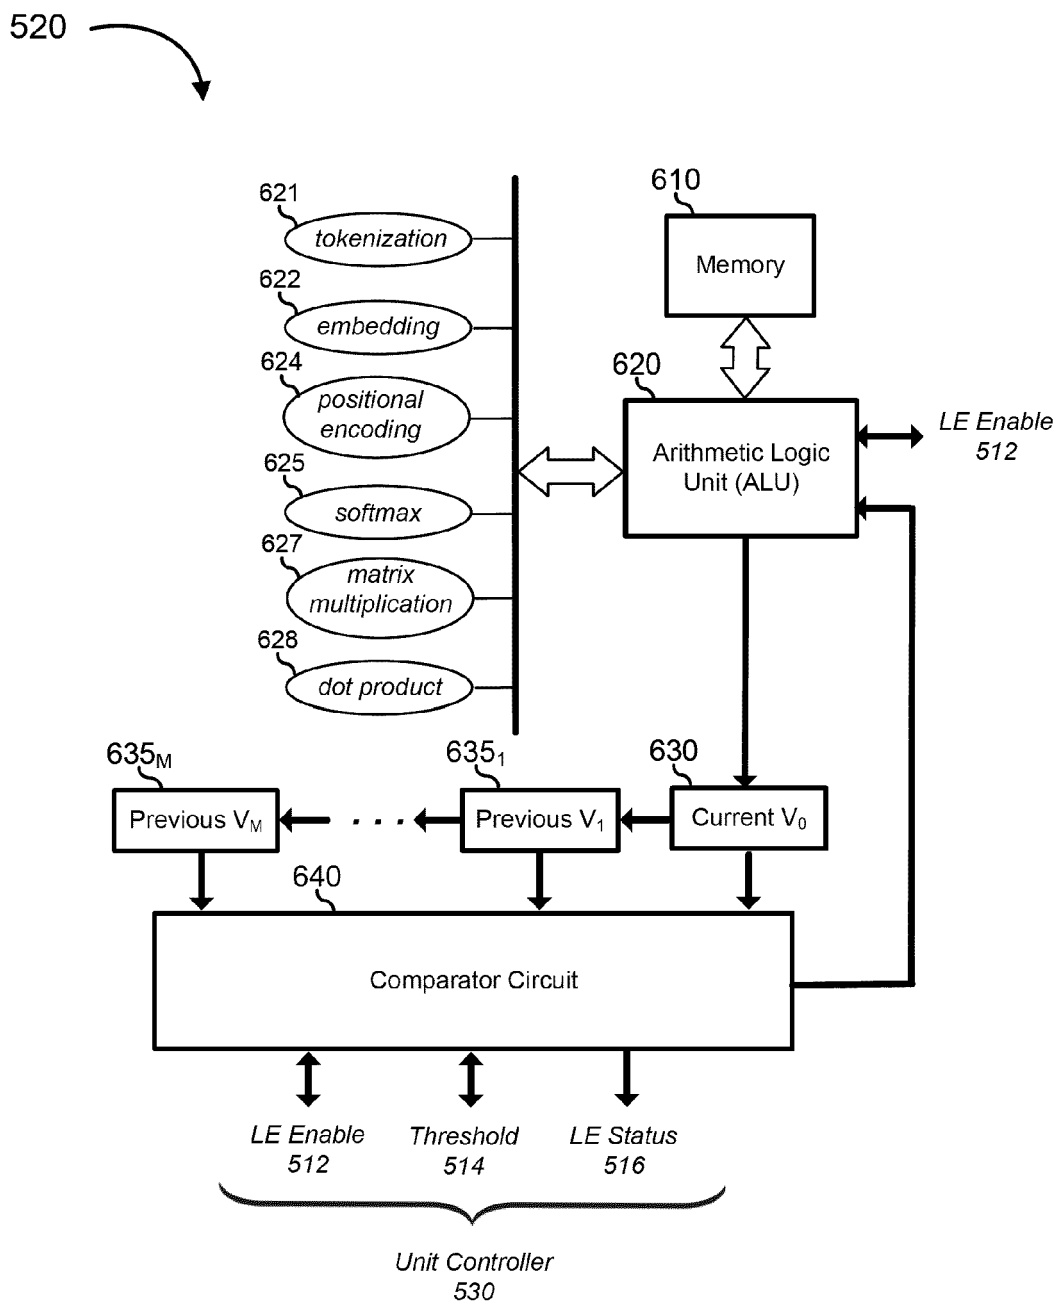 520
621
tokenization
622
embedding
624
positional
encoding
625
softmax
627
matrix
multiplication
628
dot product
610
Memory
620
Arithmetic Logic
Unit (ALU)
LE Enable
512
635M
Previous VM
. . .
6351
Previous V1
630
Current V0
640
Comparator Circuit
LE Enable
512
Threshold
514
LE Status
516
Unit Controller
530